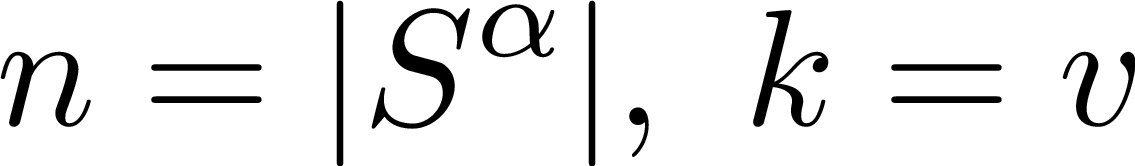 n = |S^α|, k = v